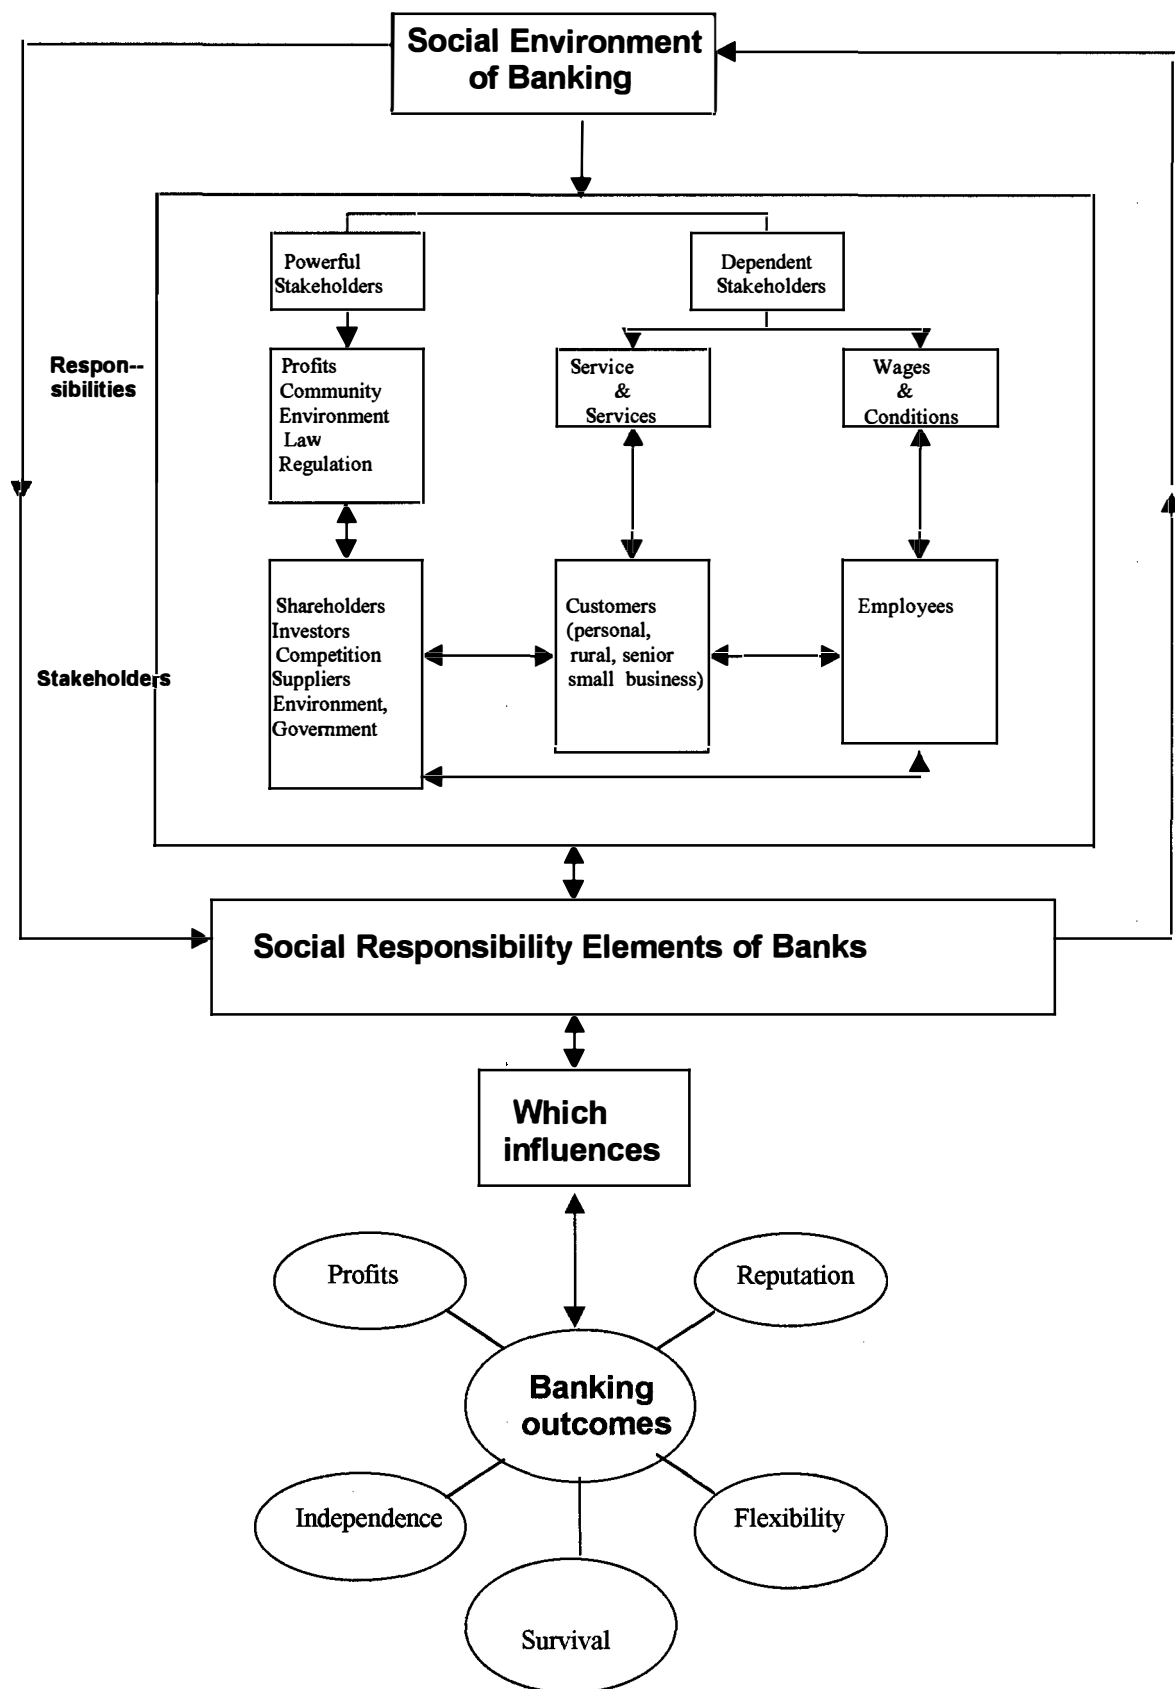 Social Environment
of Banking
Powerful
Stakeholders
Dependent
Stakeholders
Respon--
sibilities
Profits
Community
Environment
Law
Regulation
Service
&
Services
Wages
&
Conditions
Stakeholders
Shareholders
Investors
Competition
Suppliers
Environment,
Government
Customers
(personal,
rural, senior
small business)
Employees
Social Responsibility Elements of Banks
Which
influences
Profits
Reputation
Banking
outcomes
Independence
Flexibility
Survival